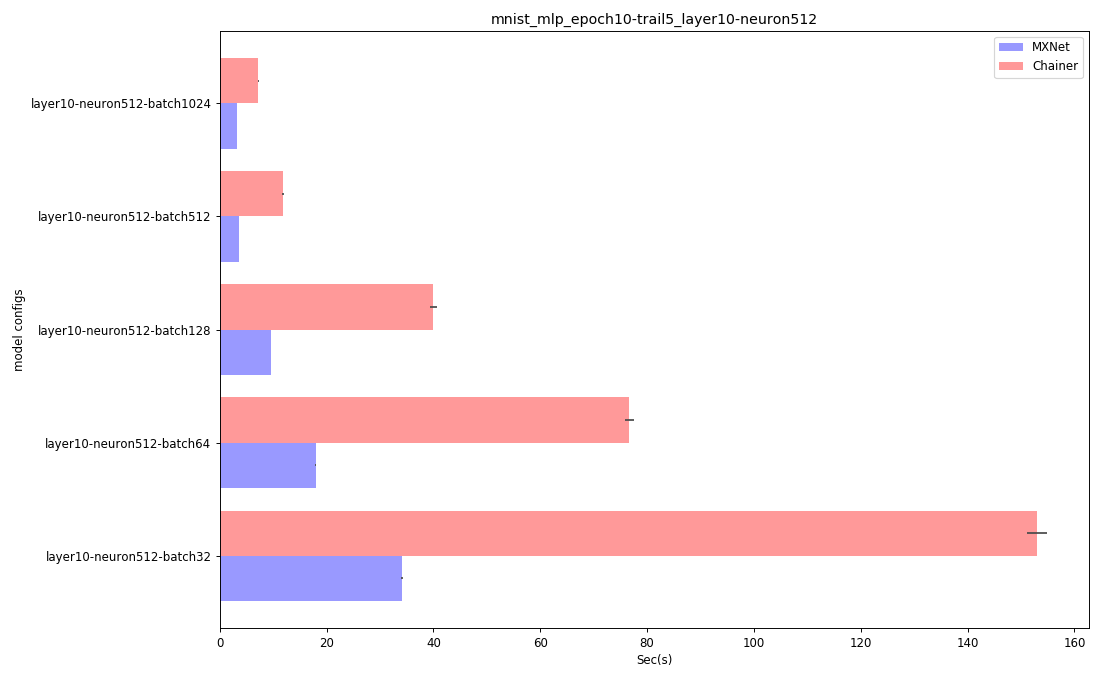 mnist_mlp_epoch10-trail5_layer10-neuron512
MXNet
Chainer
layer10-neuron512-batch1024
layer10-neuron512-batch512
layer10-neuron512-batch128
layer10-neuron512-batch64
layer10-neuron512-batch32
model configs
0 20 40 60 80 100 120 140 160
Sec(s)